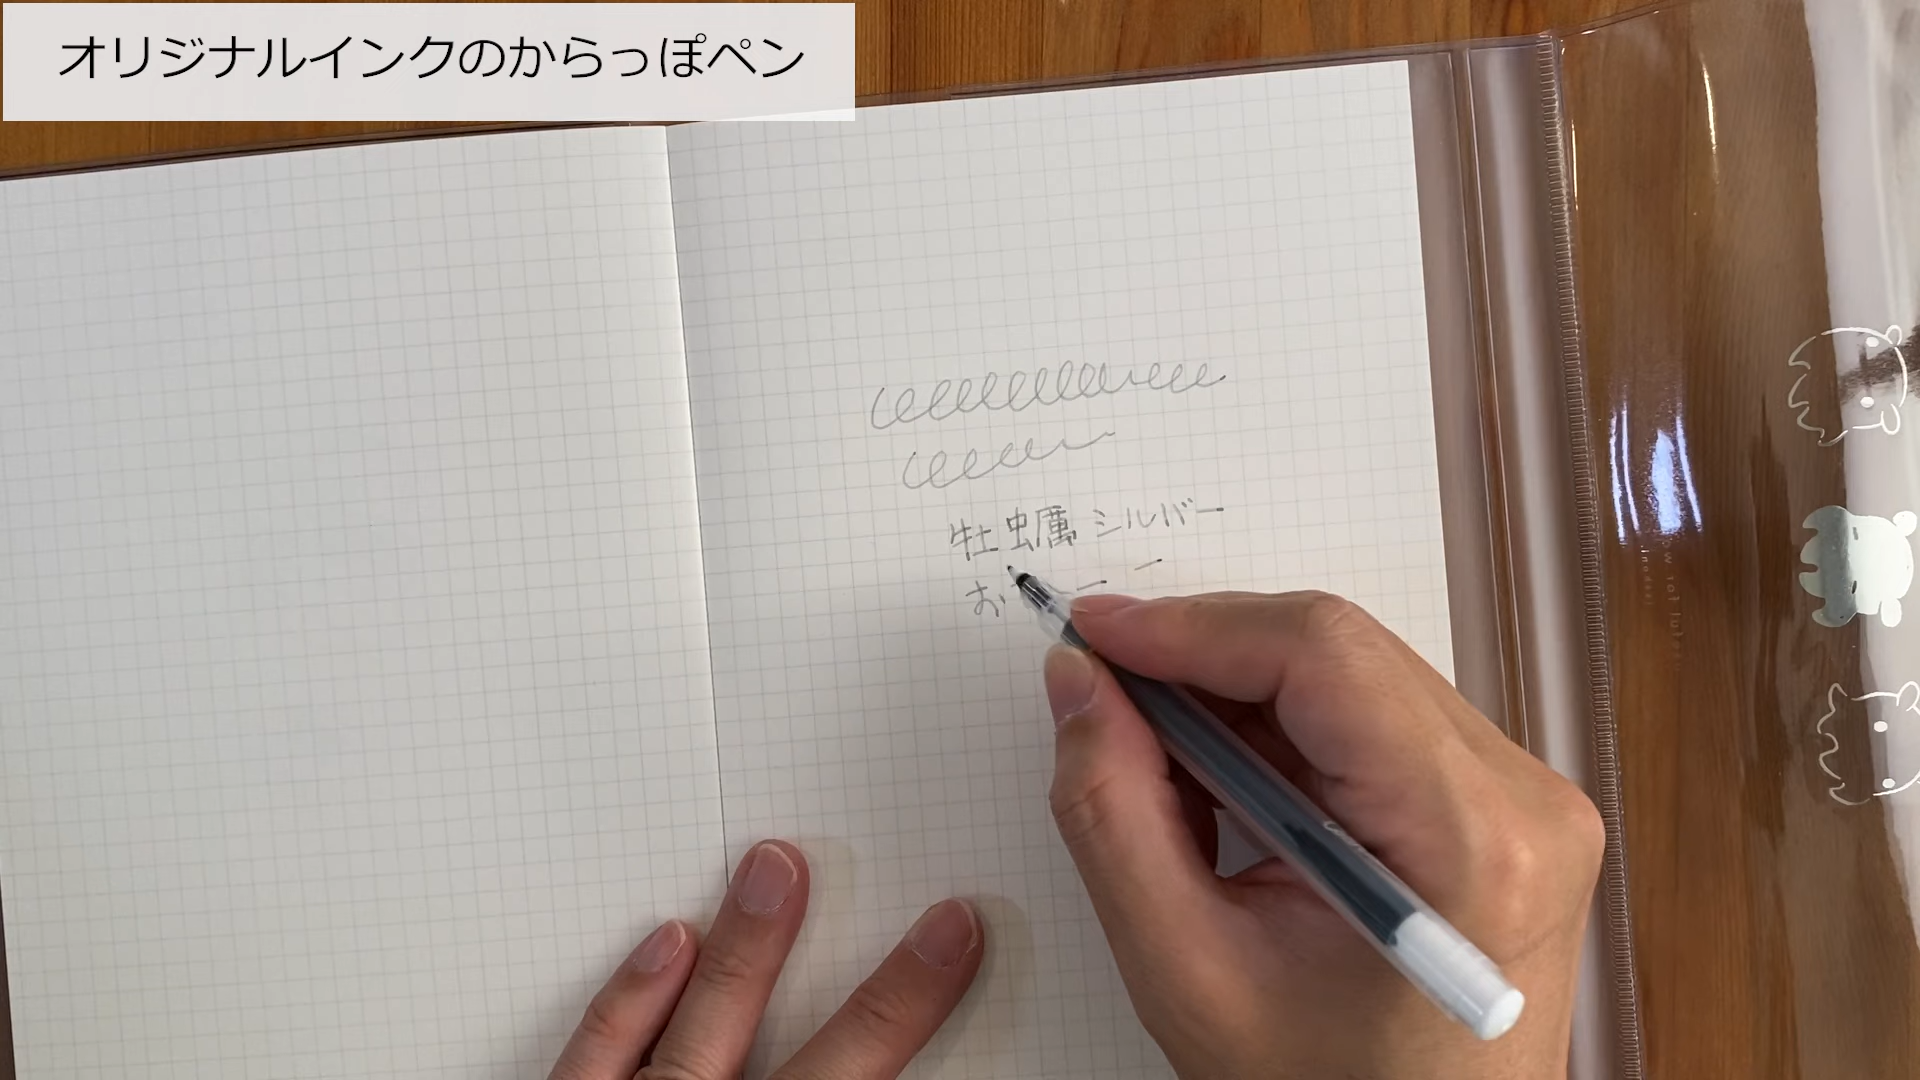 オリジナルインクのからっぽペン
牡蠣シルバー
お